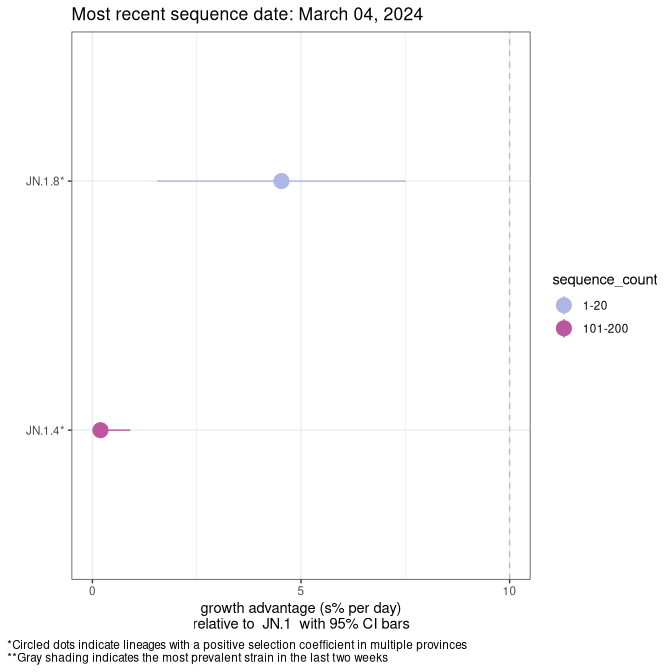 Most recent sequence date: March 04, 2024
JN.1.8*
sequence_count
1-20
101-200
JN.1.4*
0
5
10
growth advantage (s% per day)
relative to  JN.1  with 95% CI bars
*Circled dots indicate lineages with a positive selection coefficient in multiple provinces
**Gray shading indicates the most prevalent strain in the last two weeks